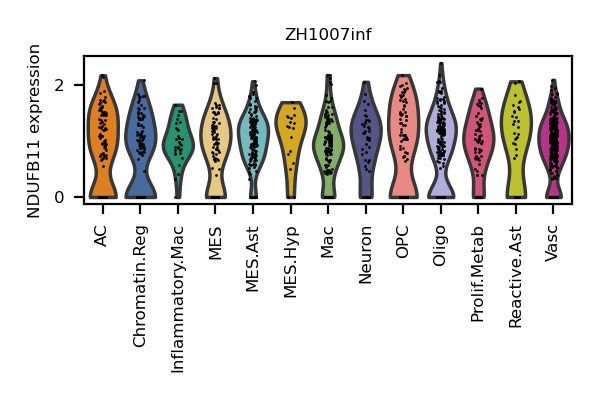 ZH1007inf
NDUFB11 expression
2
0
AC
Chromatin.Reg
Inflammatory.Mac
MES
MES.Ast
MES.Hyp
Mac
Neuron
OPC
Oligo
Prolif.Metab
Reactive.Ast
Vasc